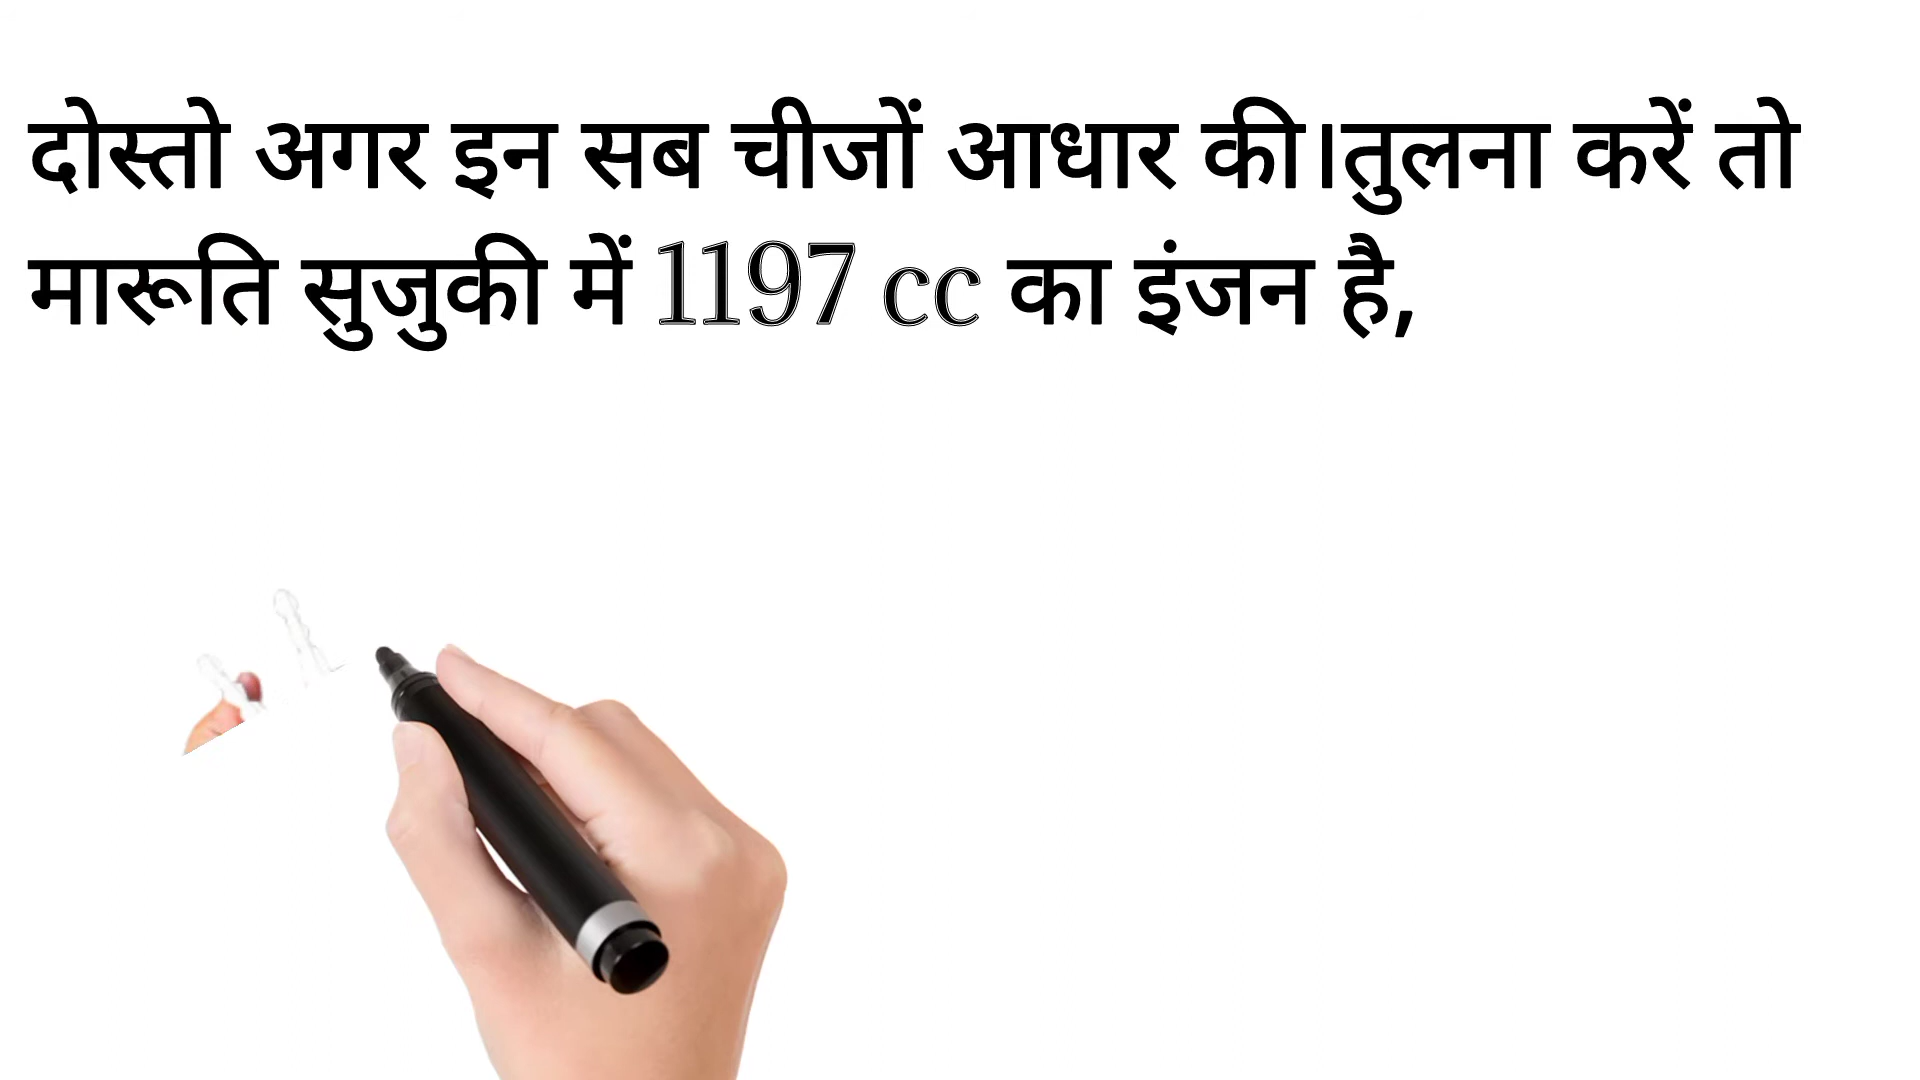 दोस्तो अगर इन सब चीजों आधार की।तुलना करें तो
मारूति सुजुकी में 1197 cc का इंजन है,